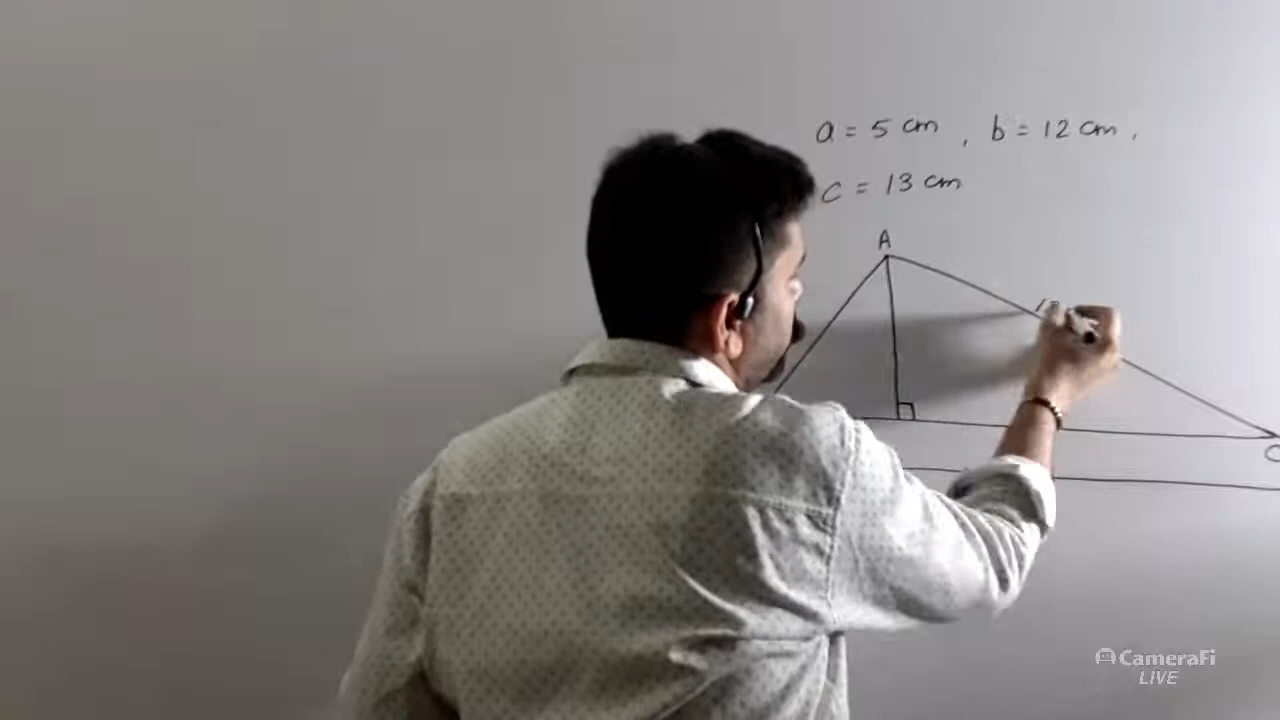 a = 5 cm , b = 12 cm ,
c = 13 cm
A
C
CameraFi
LIVE